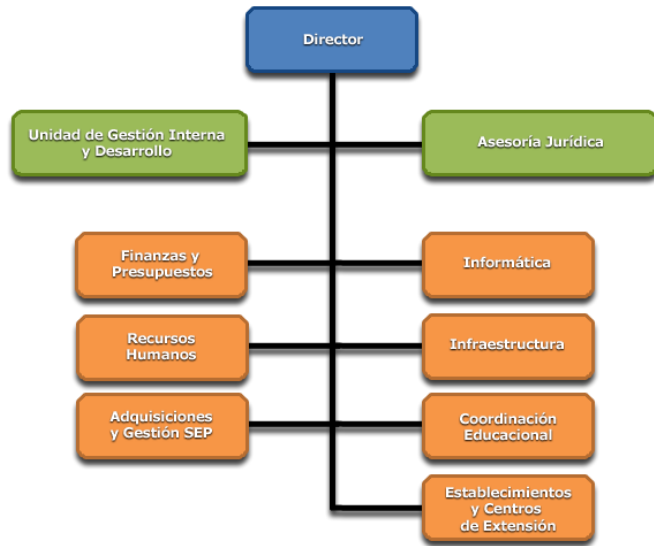 Director
Unidad de Gestión Interna
y Desarrollo
Asesoría Jurídica
Finanzas y
Presupuestos
Informática
Recursos
Humanos
Infraestructura
Adquisiciones
y Gestión SEP
Coordinación
Educacional
Establecimientos
y Centros
de Extensión